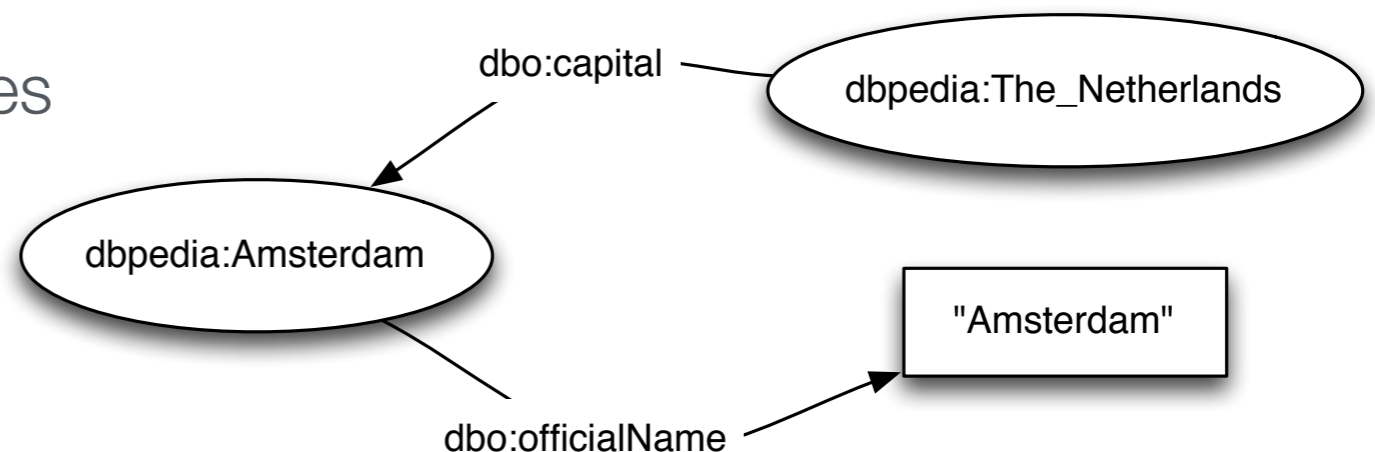 es
dbo:capital
dbpedia:The_Netherlands
dbpedia:Amsterdam
"Amsterdam"
dbo:officialName